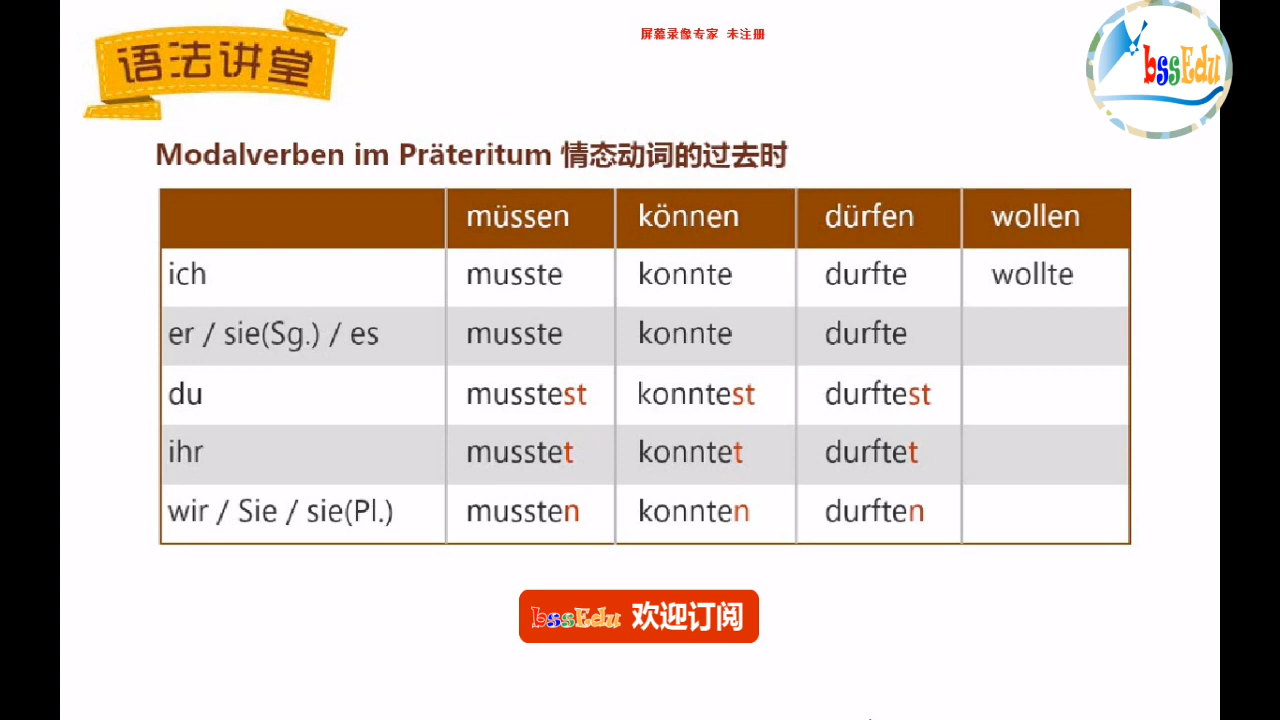 屏幕录像专家 未注册
语法讲堂
bssEdu
Modalverben im Präteritum 情态动词的过去时
müssen können dürfen wollen
ich musste konnte durfte wollte
er / sie(Sg.) / es musste konnte durfte
du musstest konntest durftest
ihr musstet konntet durftet
wir / Sie / sie(Pl.) mussten konnten durften
bssEdu 欢迎订阅